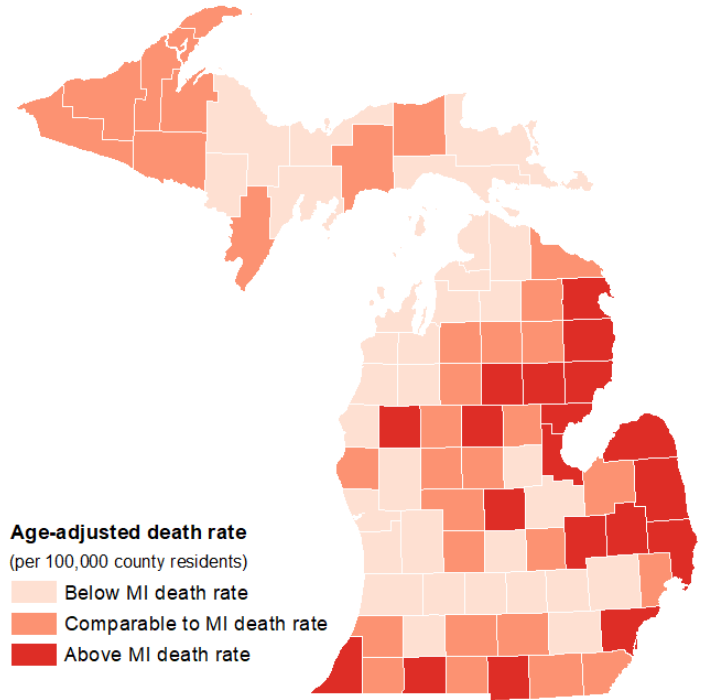 Age-adjusted death rate
(per 100,000 county residents)
Below MI death rate
Comparable to MI death rate
Above MI death rate